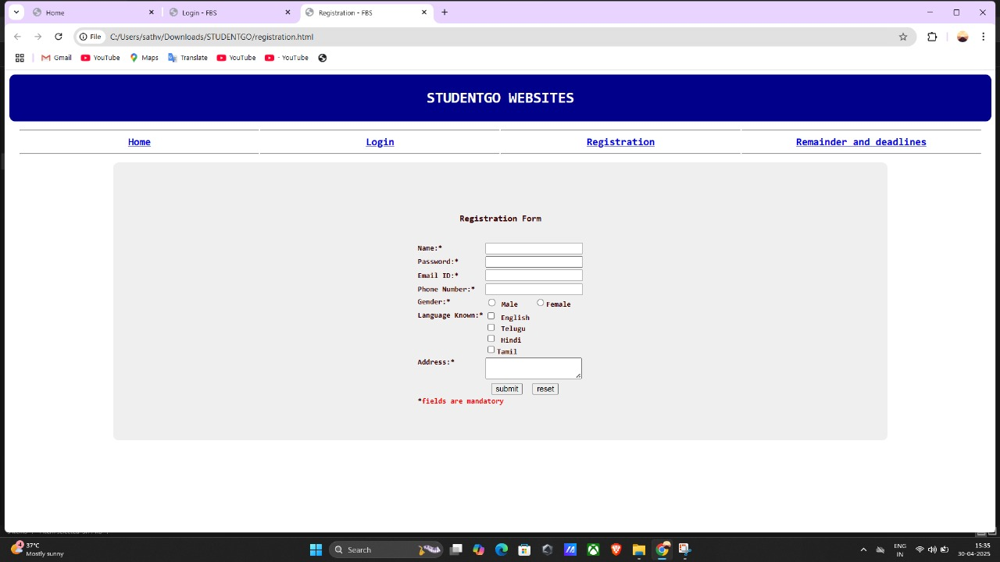 Home
Login - FBS
Registration - FBS
File
C:/Users/sathv/Downloads/STUDENTGO/registration.html
Gmail
YouTube
Maps
Translate
YouTube
- YouTube
STUDENTGO WEBSITES
Home
Login
Registration
Remainder and deadlines
Registration Form
Name:*
Password:*
Email ID:*
Phone Number:*
Gender:* Male Female
Language Known:* English
Telugu
Hindi
Tamil
Address:*
submit reset
*fields are mandatory
4
37°C
Mostly sunny
Search
ENG
IN
15:35
30-04-2025